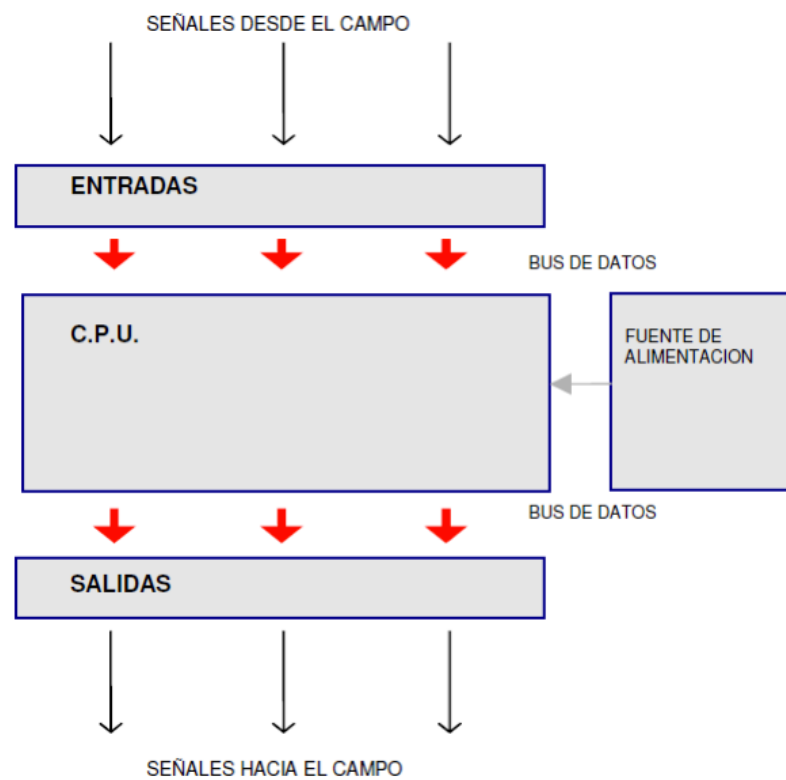 SEÑALES DESDE EL CAMPO
ENTRADAS
BUS DE DATOS
C.P.U.
FUENTE DE
ALIMENTACION
BUS DE DATOS
SALIDAS
SEÑALES HACIA EL CAMPO